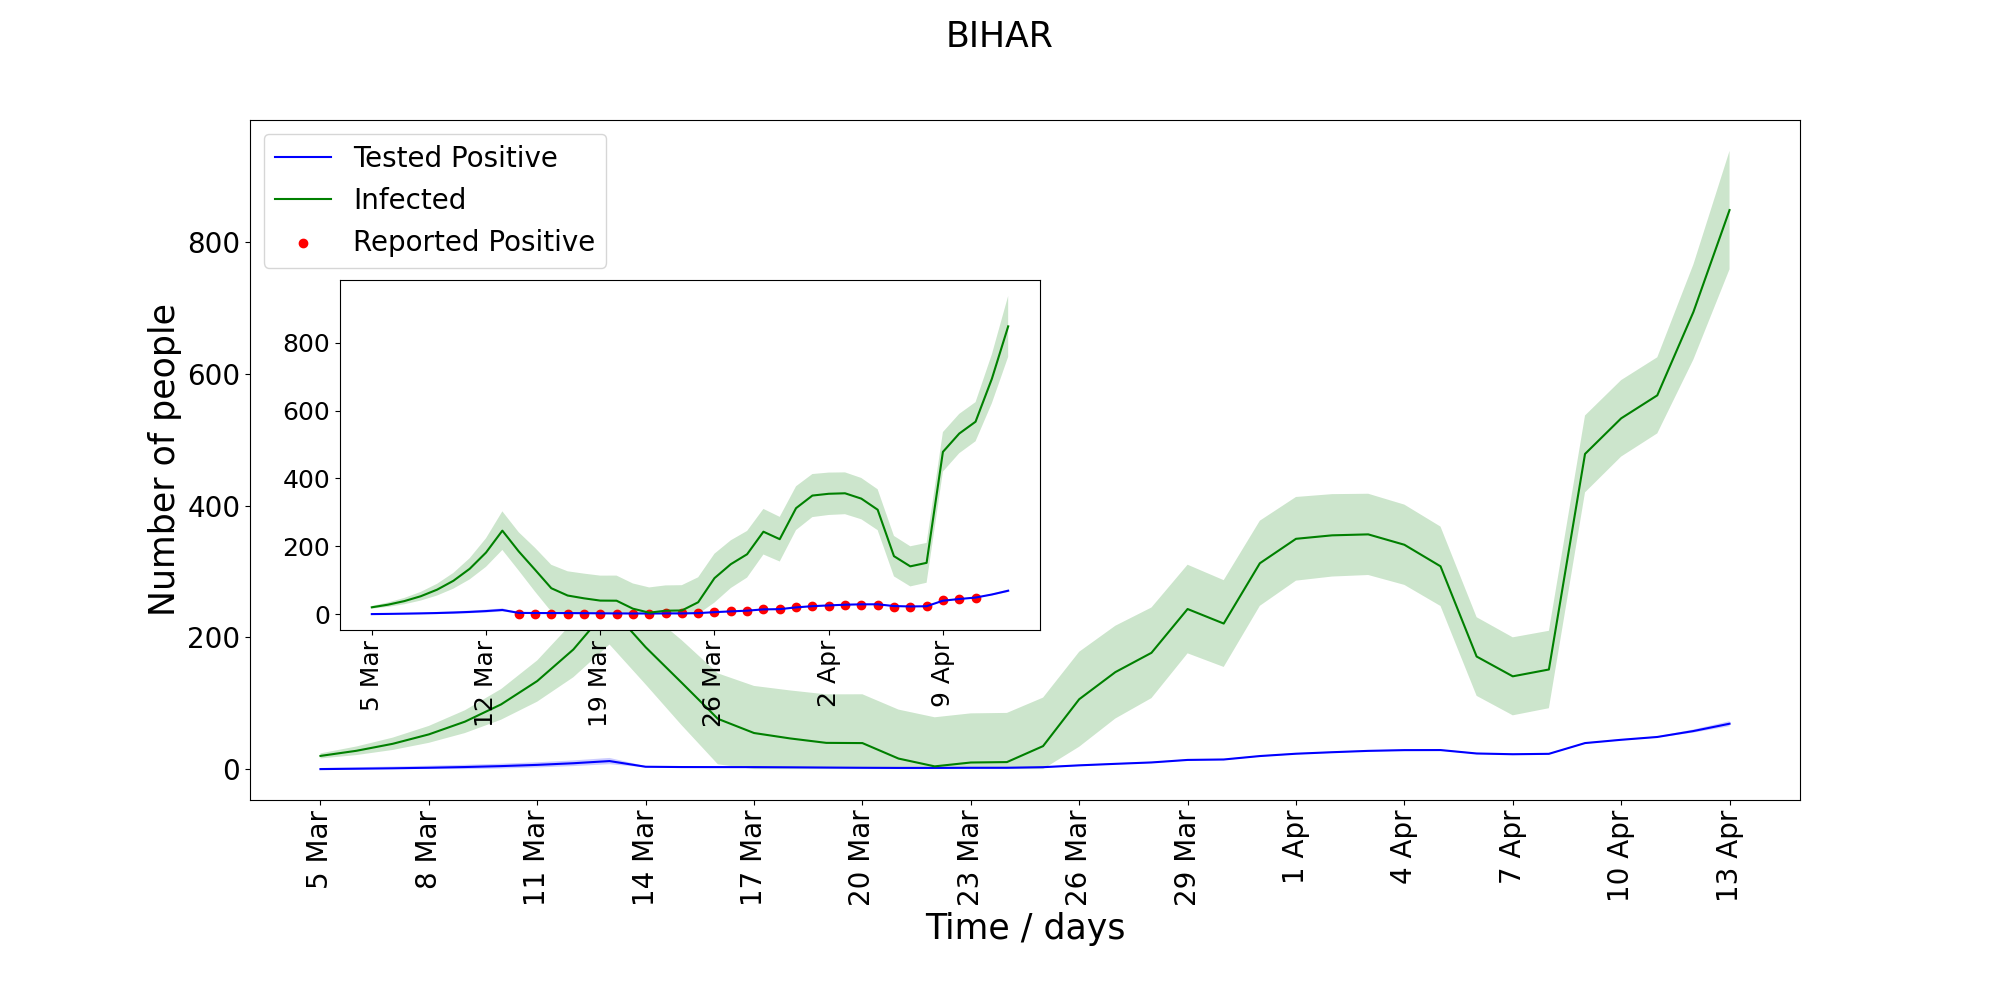 BIHAR
Tested Positive
Infected
Reported Positive
Number of people
800
600
400
200
0
800
600
400
200
0
5 Mar
12 Mar
19 Mar
26 Mar
2 Apr
9 Apr
5 Mar
8 Mar
11 Mar
14 Mar
17 Mar
20 Mar
23 Mar
26 Mar
29 Mar
1 Apr
4 Apr
7 Apr
10 Apr
13 Apr
Time / days